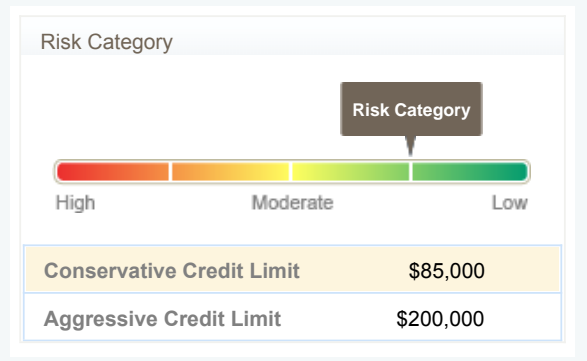 Risk Category
Risk Category
High Moderate Low
Conservative Credit Limit $85,000
Aggressive Credit Limit $200,000